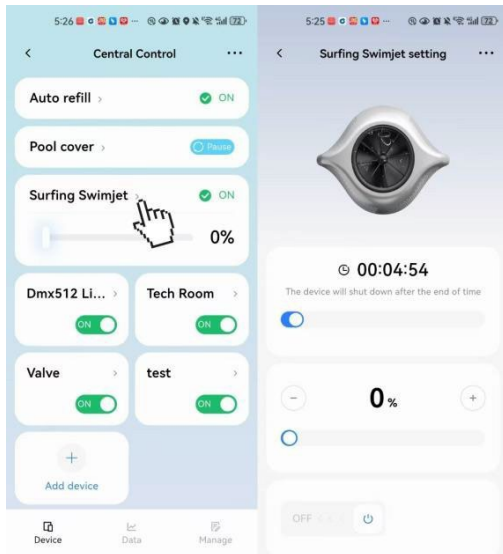 5:26
72
Central Control
Auto refill
ON
Pool cover
Pause
Surfing Swimjet
ON
0%
Dmx512 Li...
ON
Tech Room
ON
Valve
ON
test
ON
Add device
Device
Data
Manage
5:25
72
Surfing Swimjet setting
00:04:54
The device will shut down after the end of time
0 %
OFF